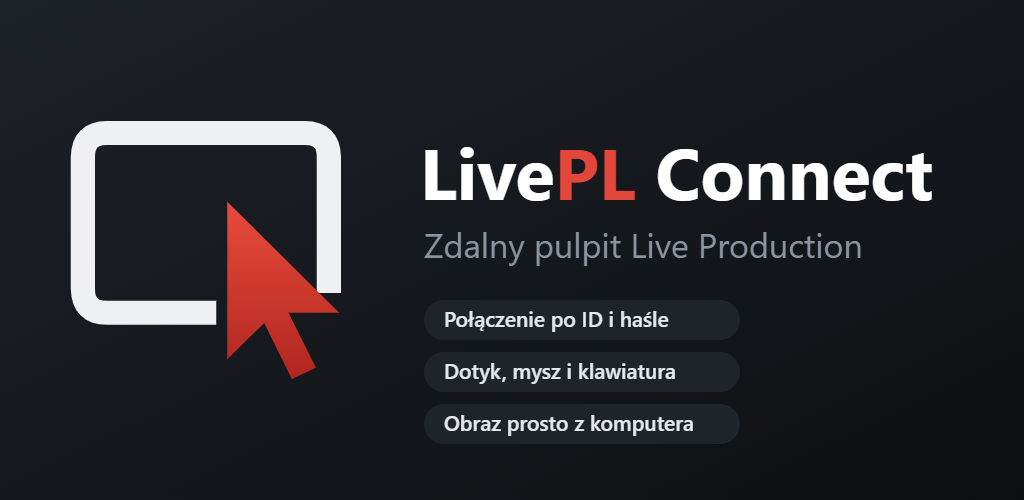 LivePL Connect
Zdalny pulpit Live Production
Połączenie po ID i haśle
Dotyk, mysz i klawiatura
Obraz prosto z komputera